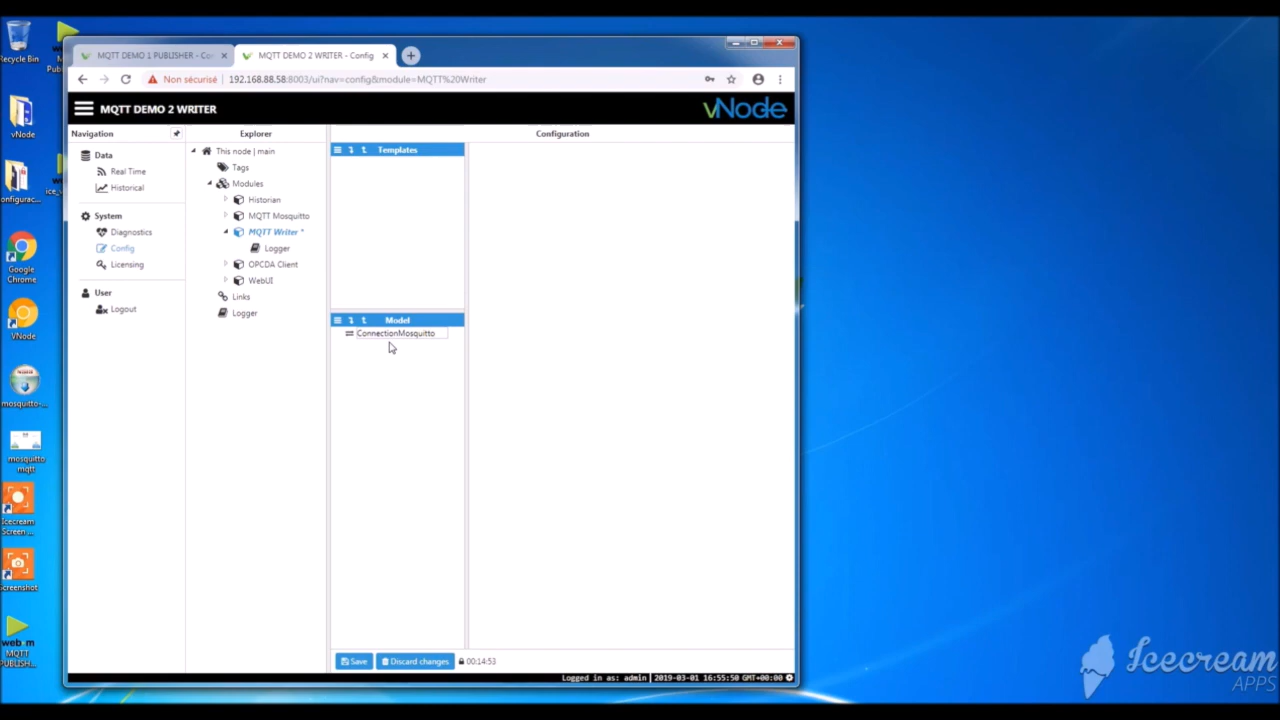 Recycle Bin
vNode
Configurac...
Google
Chrome
VNode
mosquitto-...
mosquitto
mqtt
Icecream
Screen ...
Screenshot
MQTT
PUBLISH...
MQTT DEMO 1 PUBLISHER - Co
MQTT DEMO 2 WRITER - Config
Non sécurisé 192.168.88.58:8003/ui?nav=config&module=MQTT%20Writer
MQTT DEMO 2 WRITER
vNode
Navigation
Data
Real Time
Historical
System
Diagnostics
Config
Licensing
User
Logout
Explorer
This node | main
Tags
Modules
Historian
MQTT Mosquitto
MQTT Writer *
Logger
OPCDA Client
WebUI
Links
Logger
Templates
Model
ConnectionMosquitto
Configuration
Save
Discard changes
00:14:53
Logged in as: admin | 2019-03-01 16:55:50 GMT+00:00
Icecream
APPS